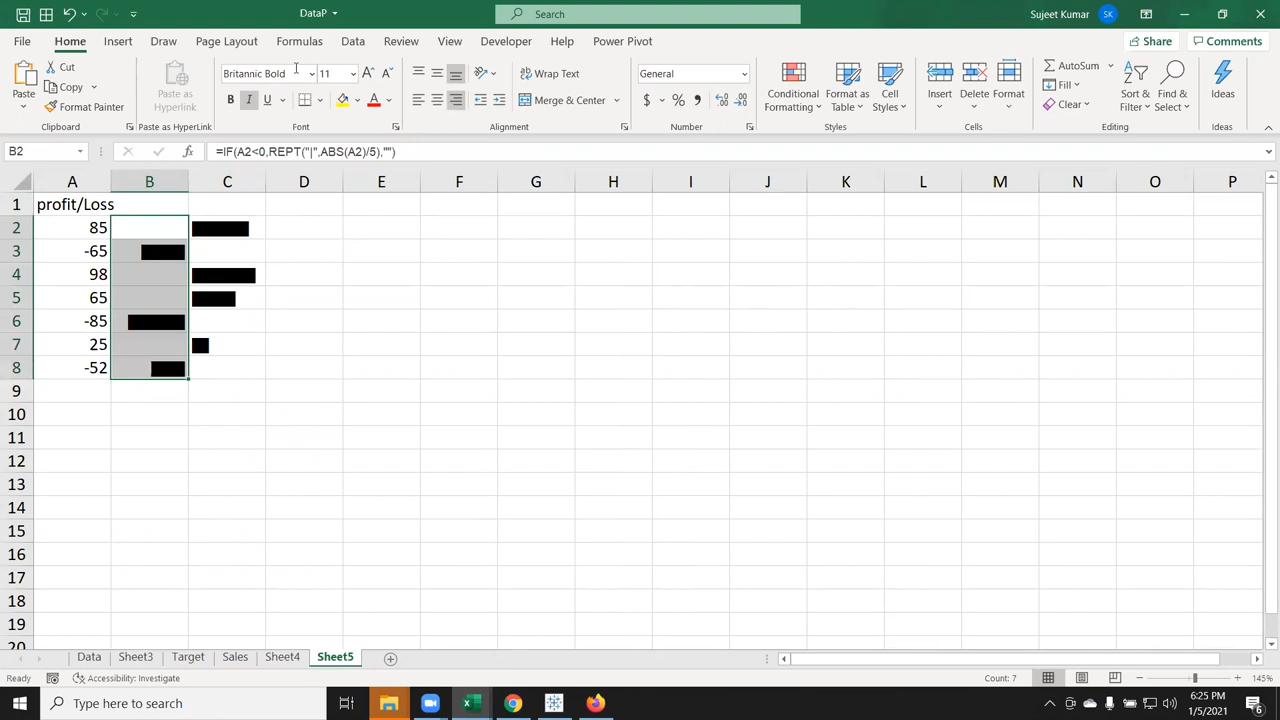 DataP
Search
Sujeet Kumar
SK
File
Home
Insert
Draw
Page Layout
Formulas
Data
Review
View
Developer
Help
Power Pivot
Share
Comments
Paste
Cut
Copy
Format Painter
Clipboard
Paste as
Hyperlink
Paste as HyperLink
Britannic Bold
11
B
I
U
Font
Wrap Text
Merge & Center
Alignment
General
Number
Conditional
Formatting
Format as
Table
Cell
Styles
Styles
Insert
Delete
Format
Cells
AutoSum
Fill
Clear
Sort &
Filter
Find &
Select
Editing
Ideas
Ideas
B2
=IF(A2<0,REPT("|",ABS(A2)/5),"")
A B C D E F G H I J K L M N O P
1 profit/Loss
2 85
3 -65
4 98
5 65
6 -85
7 25
8 -52
9
10
11
12
13
14
15
16
17
18
19
20
Data
Sheet3
Target
Sales
Sheet4
Sheet5
Ready
Accessibility: Investigate
Count: 7
145%
Type here to search
6:25 PM
1/5/2021
6